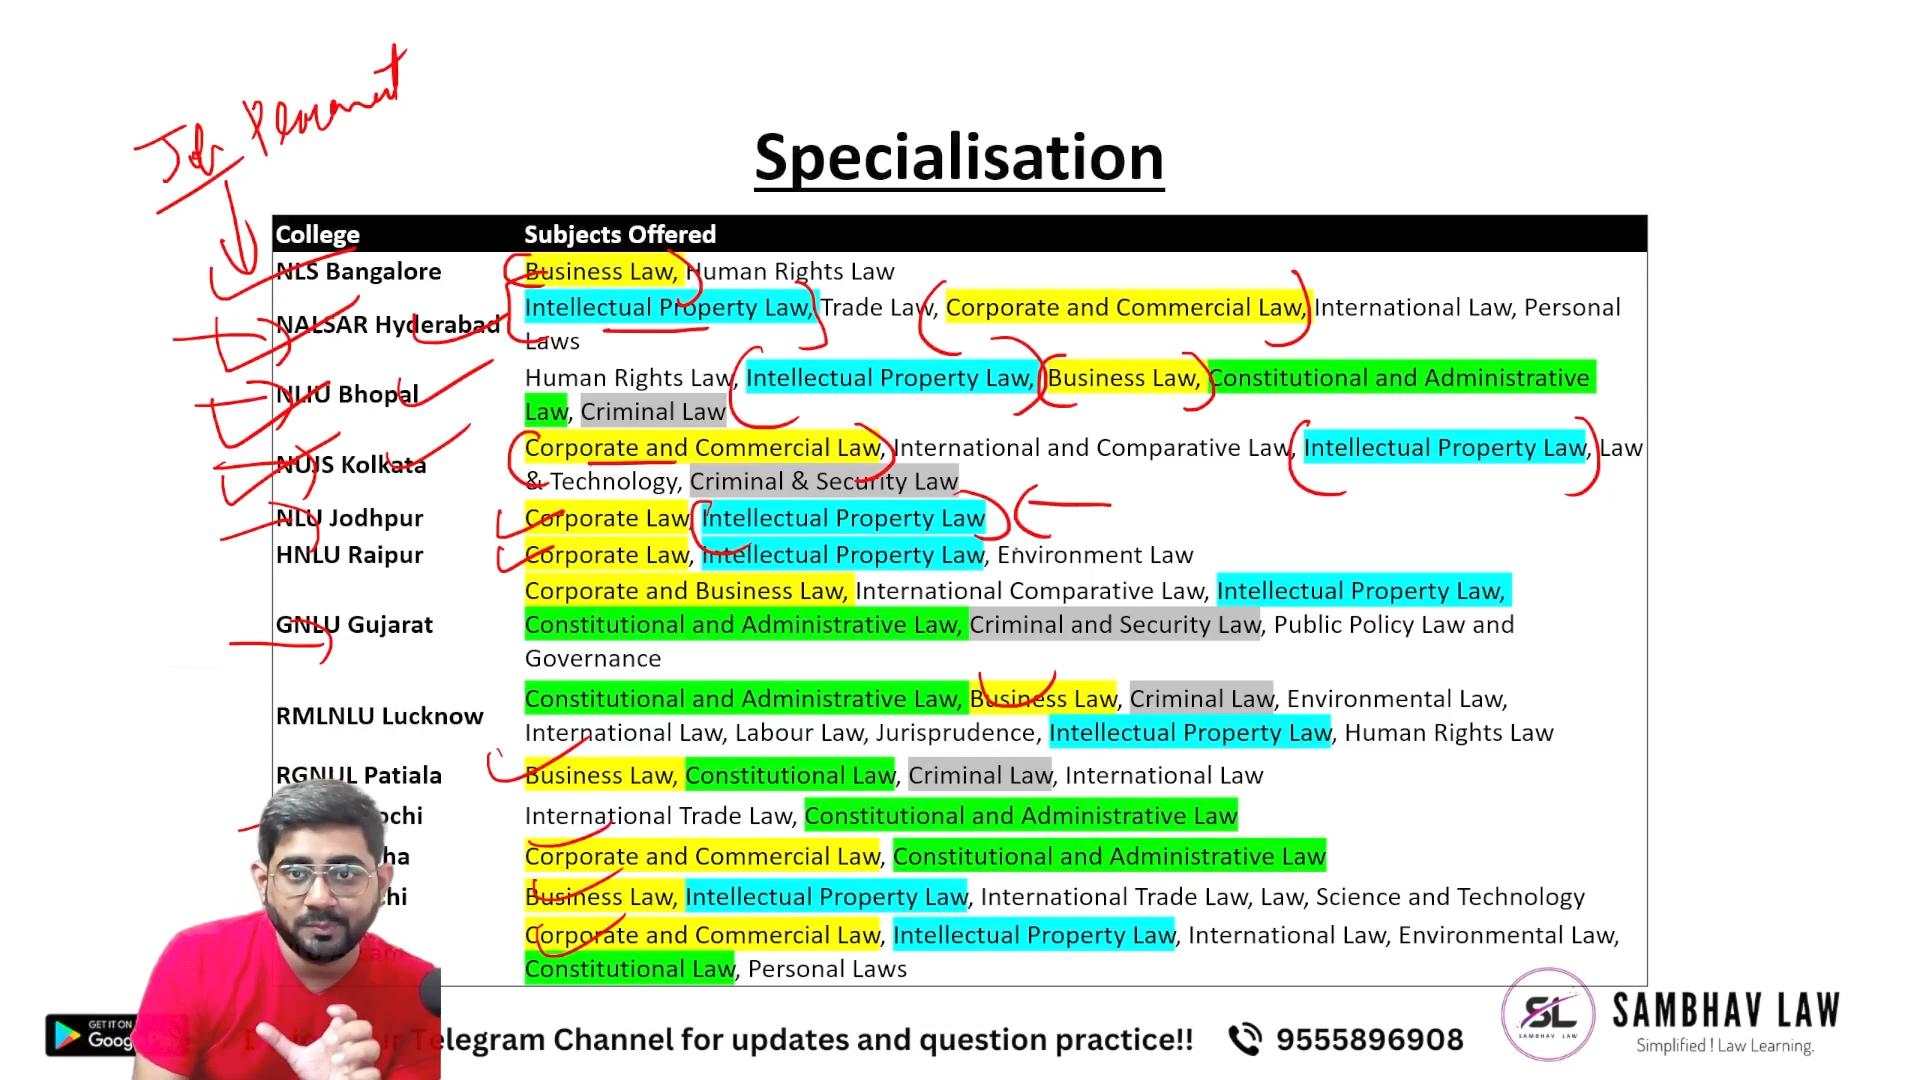 Job Placement
Specialisation
College Subjects Offered
NLS Bangalore Business Law, Human Rights Law
NALSAR Hyderabad Intellectual Property Law, Trade Law, Corporate and Commercial Law, International Law, Personal
Laws
NLIU Bhopal Human Rights Law, Intellectual Property Law, Business Law, Constitutional and Administrative
Law, Criminal Law
NUJS Kolkata Corporate and Commercial Law, International and Comparative Law, Intellectual Property Law, Law
& Technology, Criminal & Security Law
NLU Jodhpur Corporate Law, Intellectual Property Law
HNLU Raipur Corporate Law, Intellectual Property Law, Environment Law
Corporate and Business Law, International Comparative Law, Intellectual Property Law,
GNLU Gujarat Constitutional and Administrative Law, Criminal and Security Law, Public Policy Law and
Governance
RMLNLU Lucknow Constitutional and Administrative Law, Business Law, Criminal Law, Environmental Law,
International Law, Labour Law, Jurisprudence, Intellectual Property Law, Human Rights Law
RGNUL Patiala Business Law, Constitutional Law, Criminal Law, International Law
International Trade Law, Constitutional and Administrative Law
Corporate and Commercial Law, Constitutional and Administrative Law
Business Law, Intellectual Property Law, International Trade Law, Law, Science and Technology
Corporate and Commercial Law, Intellectual Property Law, International Law, Environmental Law,
Constitutional Law, Personal Laws
GET IT ON
Telegram Channel for updates and question practice!! 9555896908
SL
SAMBHAV LAW
SAMBHAV LAW
Simplified ! Law Learning.